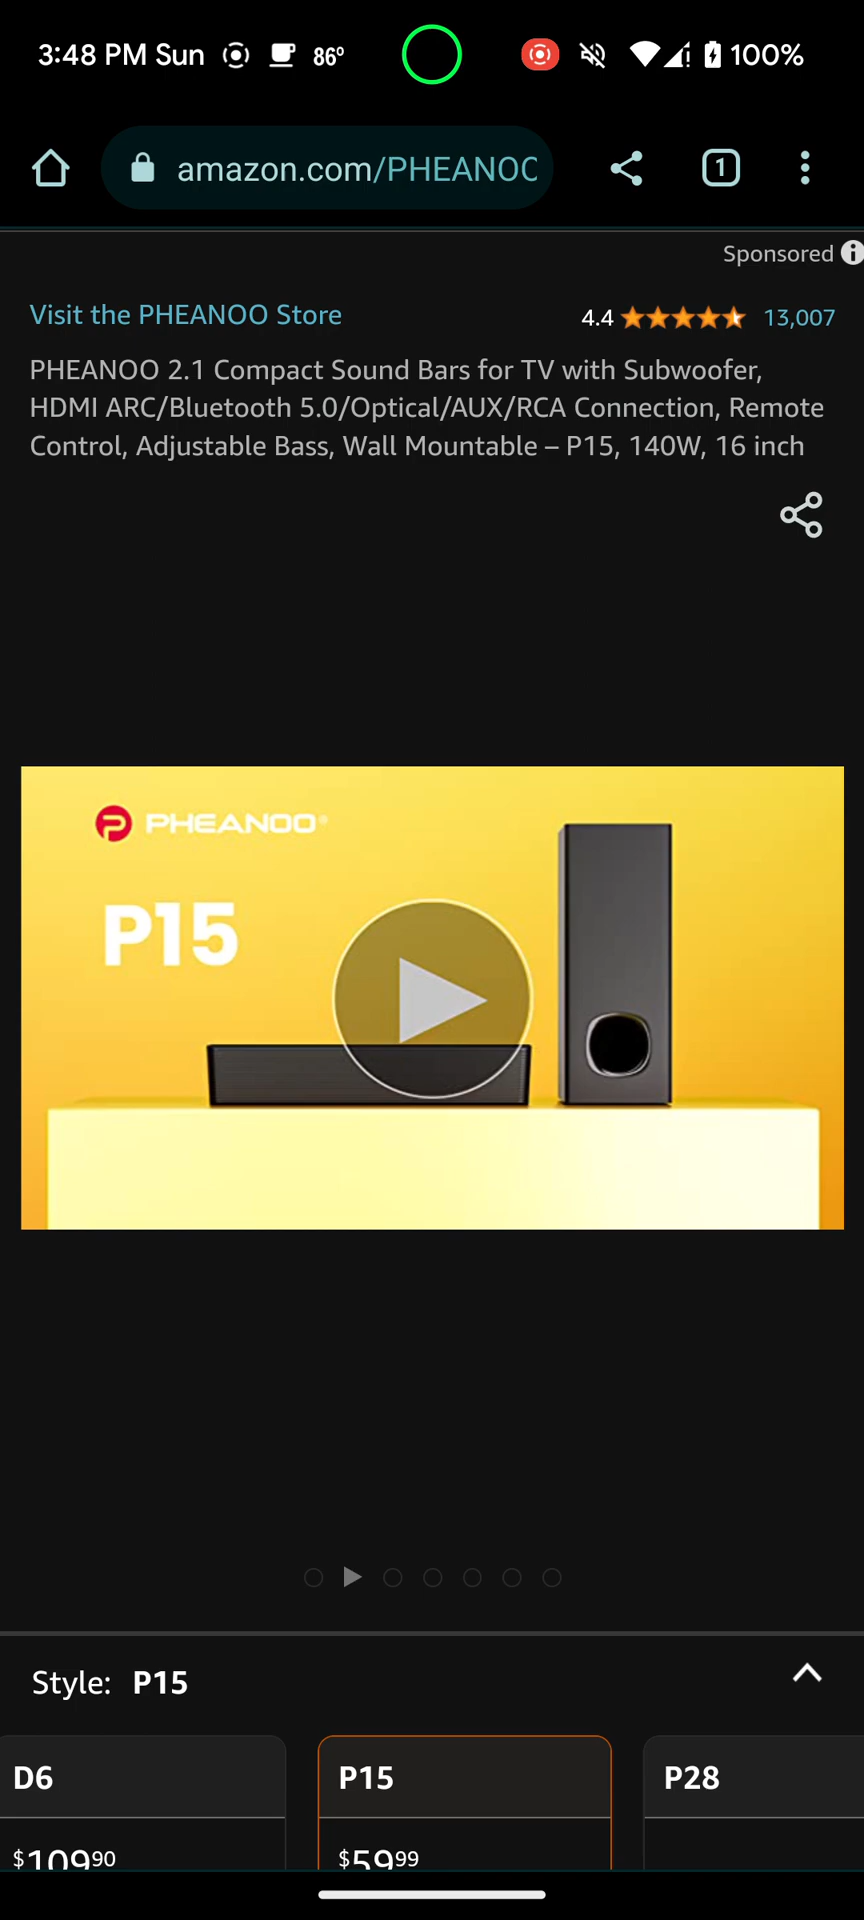 3:48 PM Sun 86° 100%
amazon.com/PHEANOO
1
Sponsored
Visit the PHEANOO Store 4.4 13,007
PHEANOO 2.1 Compact Sound Bars for TV with Subwoofer,
HDMI ARC/Bluetooth 5.0/Optical/AUX/RCA Connection, Remote
Control, Adjustable Bass, Wall Mountable – P15, 140W, 16 inch
PHEANOO®
P15
Style: P15
D6 P15 P28
$109.90 $59.99